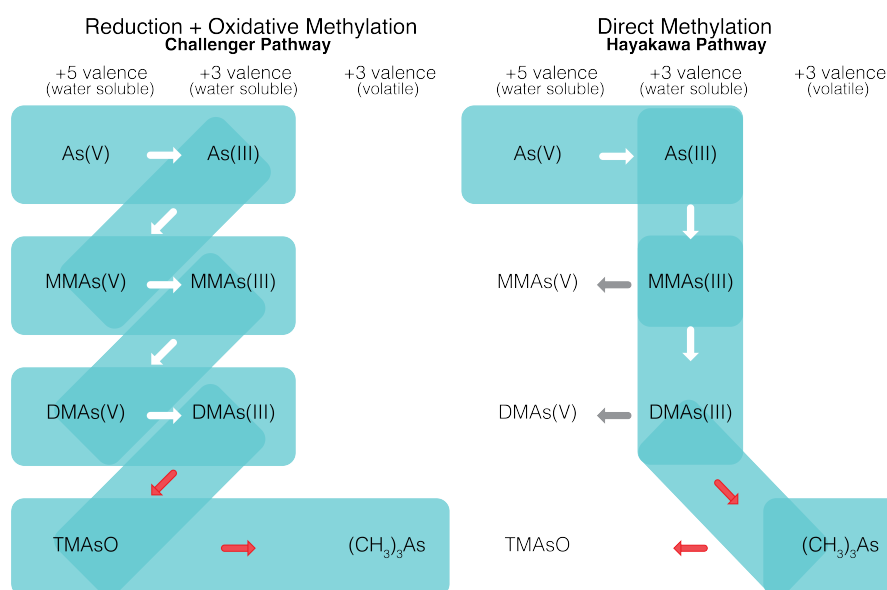 Reduction + Oxidative Methylation
Challenger Pathway
+5 valence
(water soluble)
+3 valence
(water soluble)
+3 valence
(volatile)
As(V)
As(III)
MMAs(V)
MMAs(III)
DMAs(V)
DMAs(III)
TMAsO
(CH₃)₃As
Direct Methylation
Hayakawa Pathway
+5 valence
(water soluble)
+3 valence
(water soluble)
+3 valence
(volatile)
As(V)
As(III)
MMAs(V)
MMAs(III)
DMAs(V)
DMAs(III)
TMAsO
(CH₃)₃As